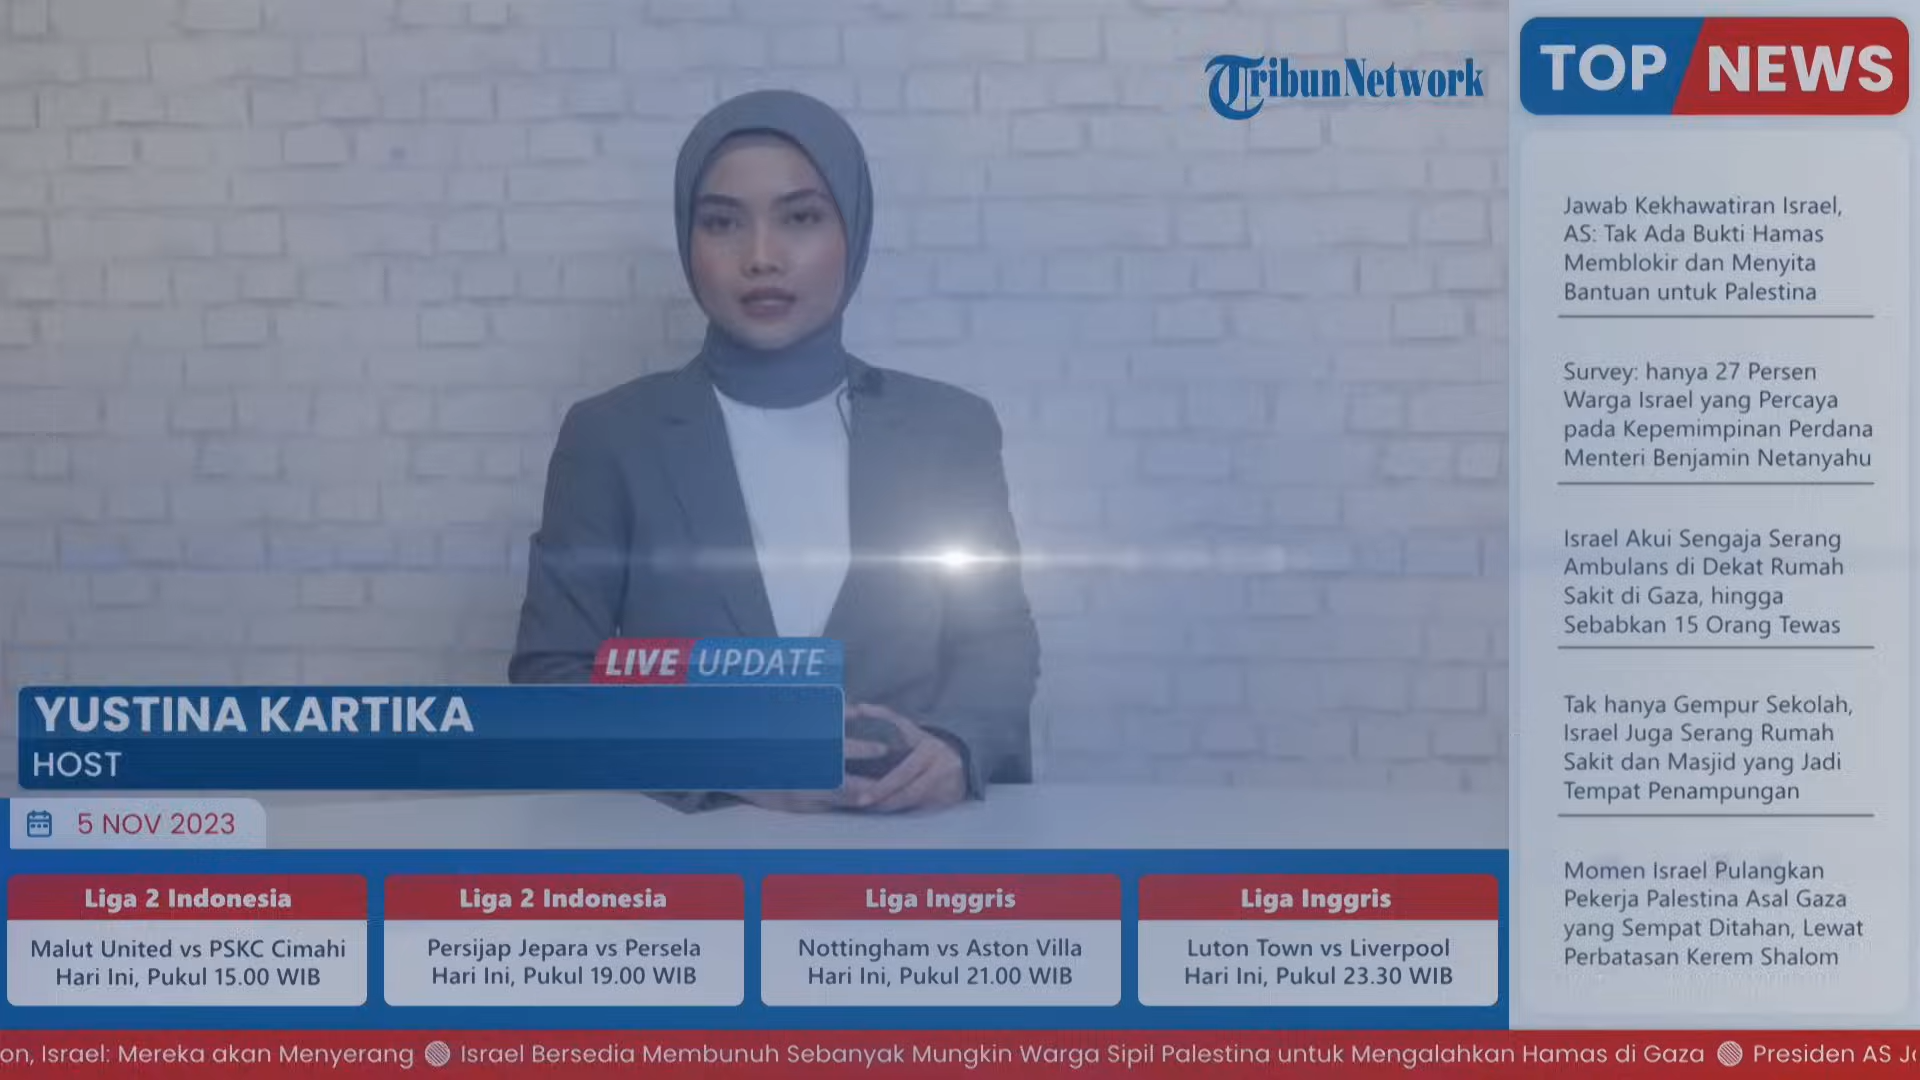 TribunNetwork
TOP NEWS
Jawab Kekhawatiran Israel,
AS: Tak Ada Bukti Hamas
Memblokir dan Menyita
Bantuan untuk Palestina
Survey: hanya 27 Persen
Warga Israel yang Percaya
pada Kepemimpinan Perdana
Menteri Benjamin Netanyahu
Israel Akui Sengaja Serang
Ambulans di Dekat Rumah
Sakit di Gaza, hingga
Sebabkan 15 Orang Tewas
Tak hanya Gempur Sekolah,
Israel Juga Serang Rumah
Sakit dan Masjid yang Jadi
Tempat Penampungan
Momen Israel Pulangkan
Pekerja Palestina Asal Gaza
yang Sempat Ditahan, Lewat
Perbatasan Kerem Shalom
LIVE UPDATE
YUSTINA KARTIKA
HOST
5 NOV 2023
Liga 2 Indonesia
Malut United vs PSKC Cimahi
Hari Ini, Pukul 15.00 WIB
Liga 2 Indonesia
Persijap Jepara vs Persela
Hari Ini, Pukul 19.00 WIB
Liga Inggris
Nottingham vs Aston Villa
Hari Ini, Pukul 21.00 WIB
Liga Inggris
Luton Town vs Liverpool
Hari Ini, Pukul 23.30 WIB
on, Israel: Mereka akan Menyerang Israel Bersedia Membunuh Sebanyak Mungkin Warga Sipil Palestina untuk Mengalahkan Hamas di Gaza Presiden AS